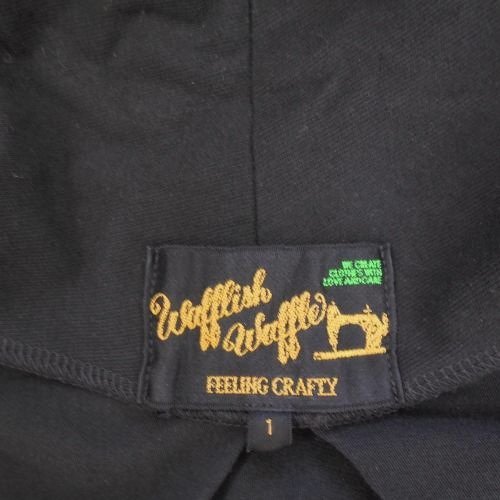 WE CREATE
CLOTHES WITH
LOVE AND CARE
Wafflish
Waffle
FEELING CRAFTY
1